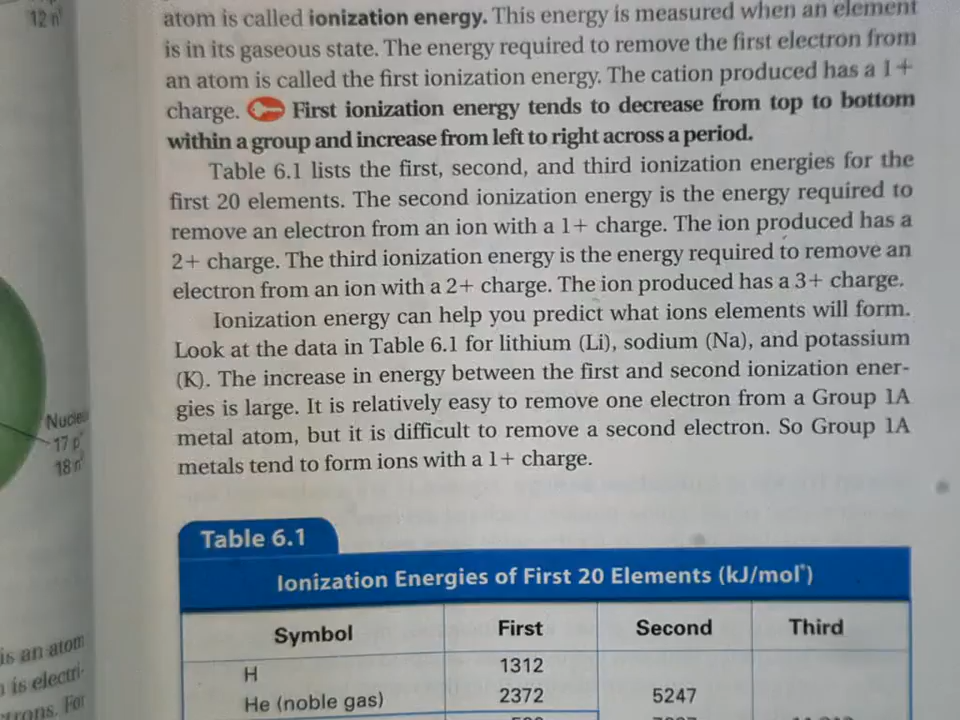 12 n⁰
atom is called ionization energy. This energy is measured when an element
is in its gaseous state. The energy required to remove the first electron from
an atom is called the first ionization energy. The cation produced has a 1+
charge. First ionization energy tends to decrease from top to bottom
within a group and increase from left to right across a period.
Table 6.1 lists the first, second, and third ionization energies for the
first 20 elements. The second ionization energy is the energy required to
remove an electron from an ion with a 1+ charge. The ion produced has a
2+ charge. The third ionization energy is the energy required to remove an
electron from an ion with a 2+ charge. The ion produced has a 3+ charge.
Ionization energy can help you predict what ions elements will form.
Look at the data in Table 6.1 for lithium (Li), sodium (Na), and potassium
(K). The increase in energy between the first and second ionization ener-
gies is large. It is relatively easy to remove one electron from a Group 1A
metal atom, but it is difficult to remove a second electron. So Group 1A
metals tend to form ions with a 1+ charge.
17 p⁺
18 n⁰
is an atom
is electri-
For
Table 6.1
Ionization Energies of First 20 Elements (kJ/mol*)
Symbol First Second Third
H 1312
He (noble gas) 2372 5247